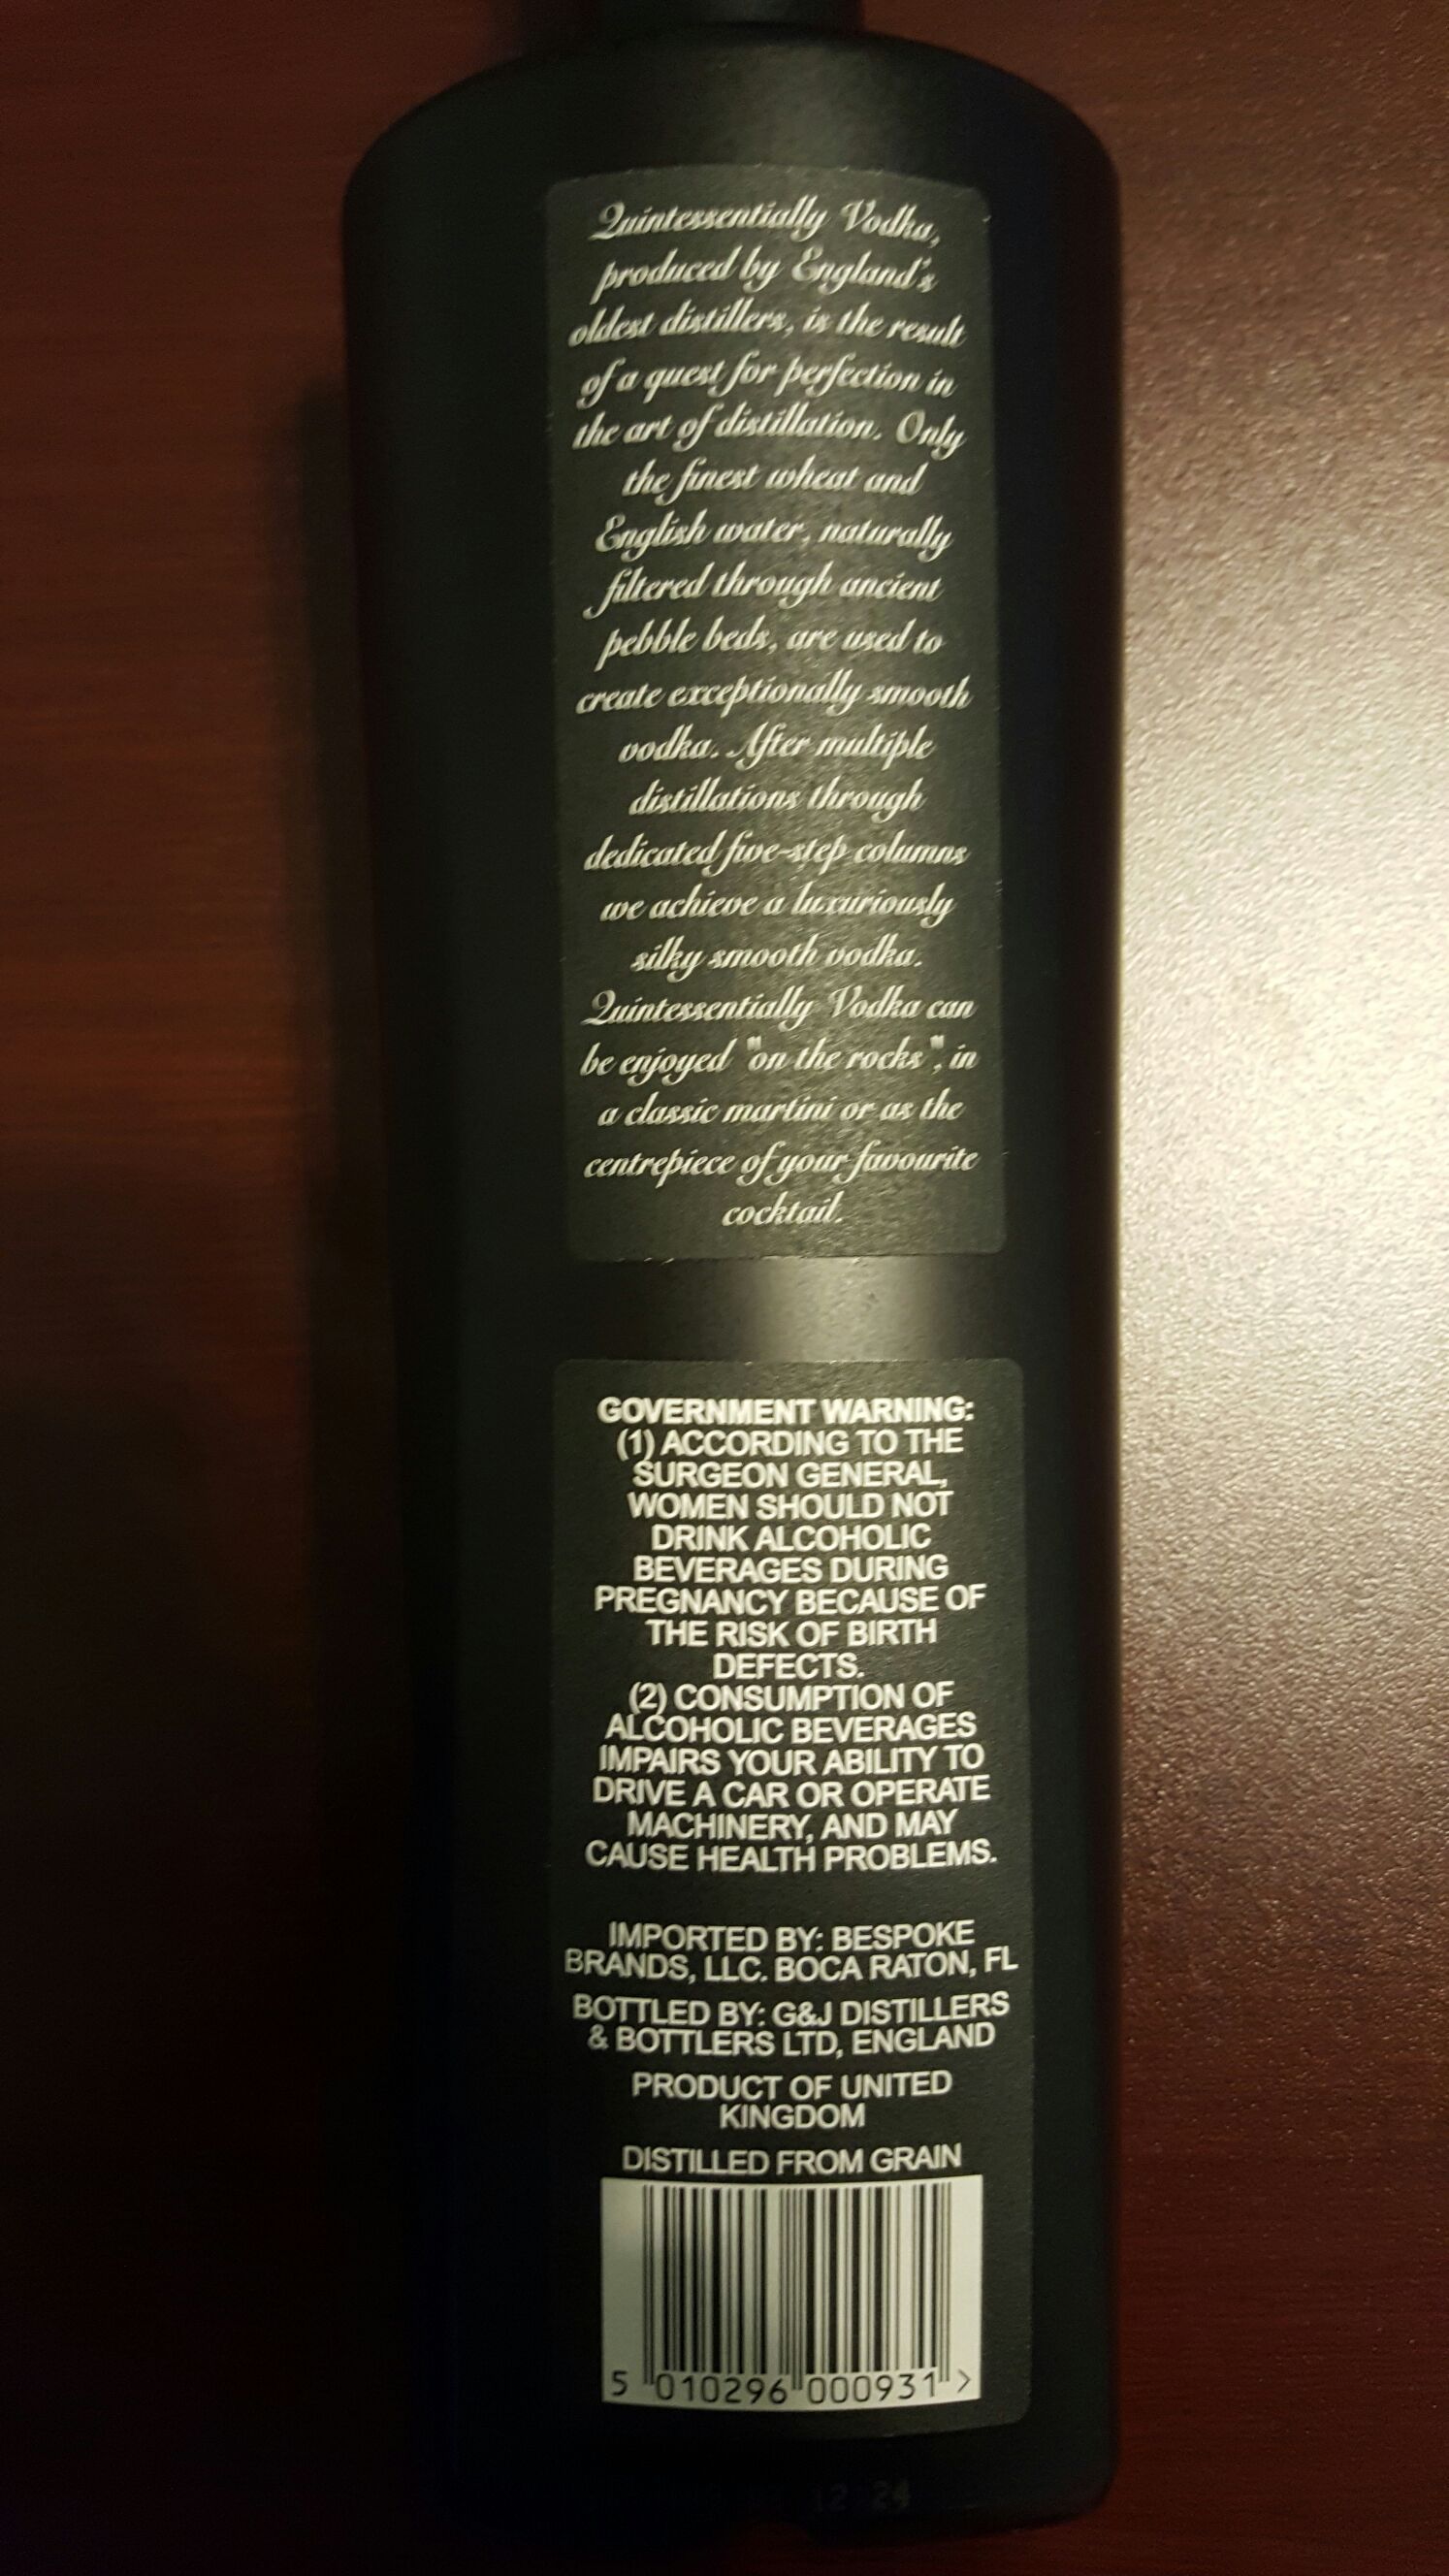 Quintessentially Vodka,
produced by England's
oldest distillers, is the result
of a quest for perfection in
the art of distillation. Only
the finest wheat and
English water, naturally
filtered through ancient
pebble beds, are used to
create exceptionally smooth
vodka. After multiple
distillations through
dedicated five-step columns
we achieve a luxuriously
silky smooth vodka.
Quintessentially Vodka can
be enjoyed "on the rocks", in
a classic martini or as the
centrepiece of your favourite
cocktail.
GOVERNMENT WARNING:
(1) ACCORDING TO THE
SURGEON GENERAL,
WOMEN SHOULD NOT
DRINK ALCOHOLIC
BEVERAGES DURING
PREGNANCY BECAUSE OF
THE RISK OF BIRTH
DEFECTS.
(2) CONSUMPTION OF
ALCOHOLIC BEVERAGES
IMPAIRS YOUR ABILITY TO
DRIVE A CAR OR OPERATE
MACHINERY, AND MAY
CAUSE HEALTH PROBLEMS.
IMPORTED BY: BESPOKE
BRANDS, LLC. BOCA RATON, FL
BOTTLED BY: G&J DISTILLERS
& BOTTLERS LTD, ENGLAND
PRODUCT OF UNITED
KINGDOM
DISTILLED FROM GRAIN
5 010296 000931 >
12 24